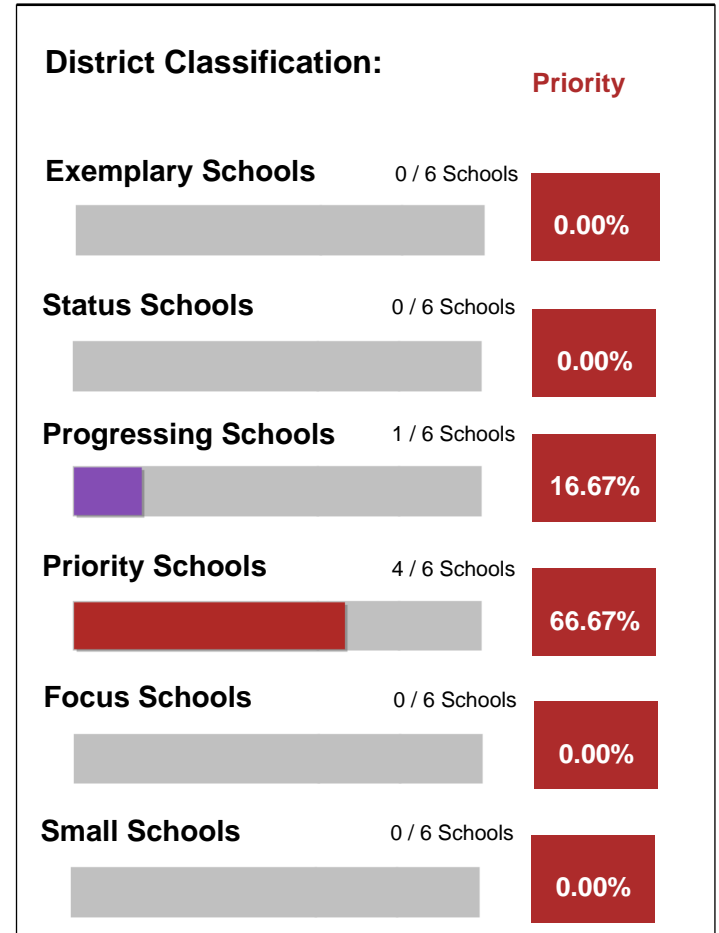 District Classification:
Priority
Exemplary Schools 0 / 6 Schools
0.00%
Status Schools 0 / 6 Schools
0.00%
Progressing Schools 1 / 6 Schools
16.67%
Priority Schools 4 / 6 Schools
66.67%
Focus Schools 0 / 6 Schools
0.00%
Small Schools 0 / 6 Schools
0.00%